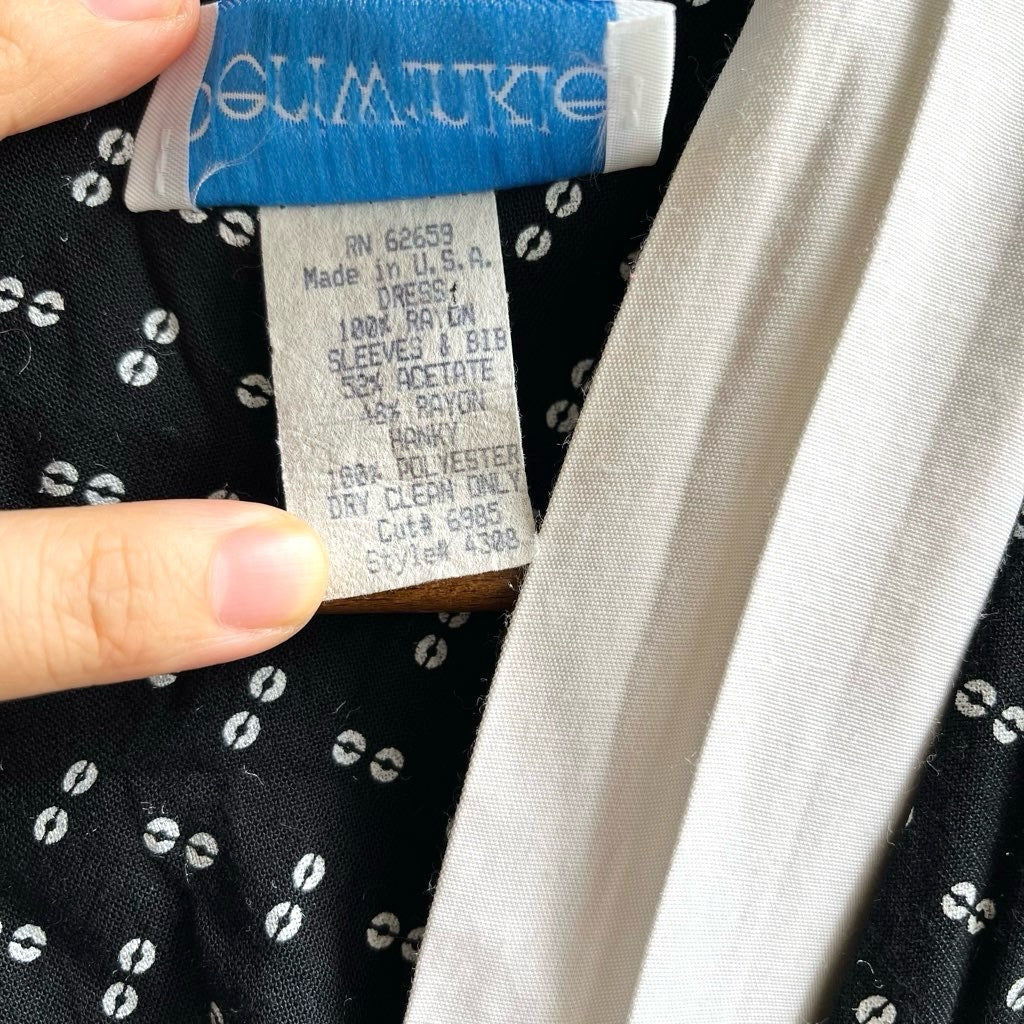 Periwinkle
RN 62659
Made in U.S.A.
DRESS:
100% RAYON
SLEEVES & BIB
52% ACETATE
48% RAYON
HANKY
100% POLYESTER
DRY CLEAN ONLY
Cut# 6985
Style# 4308